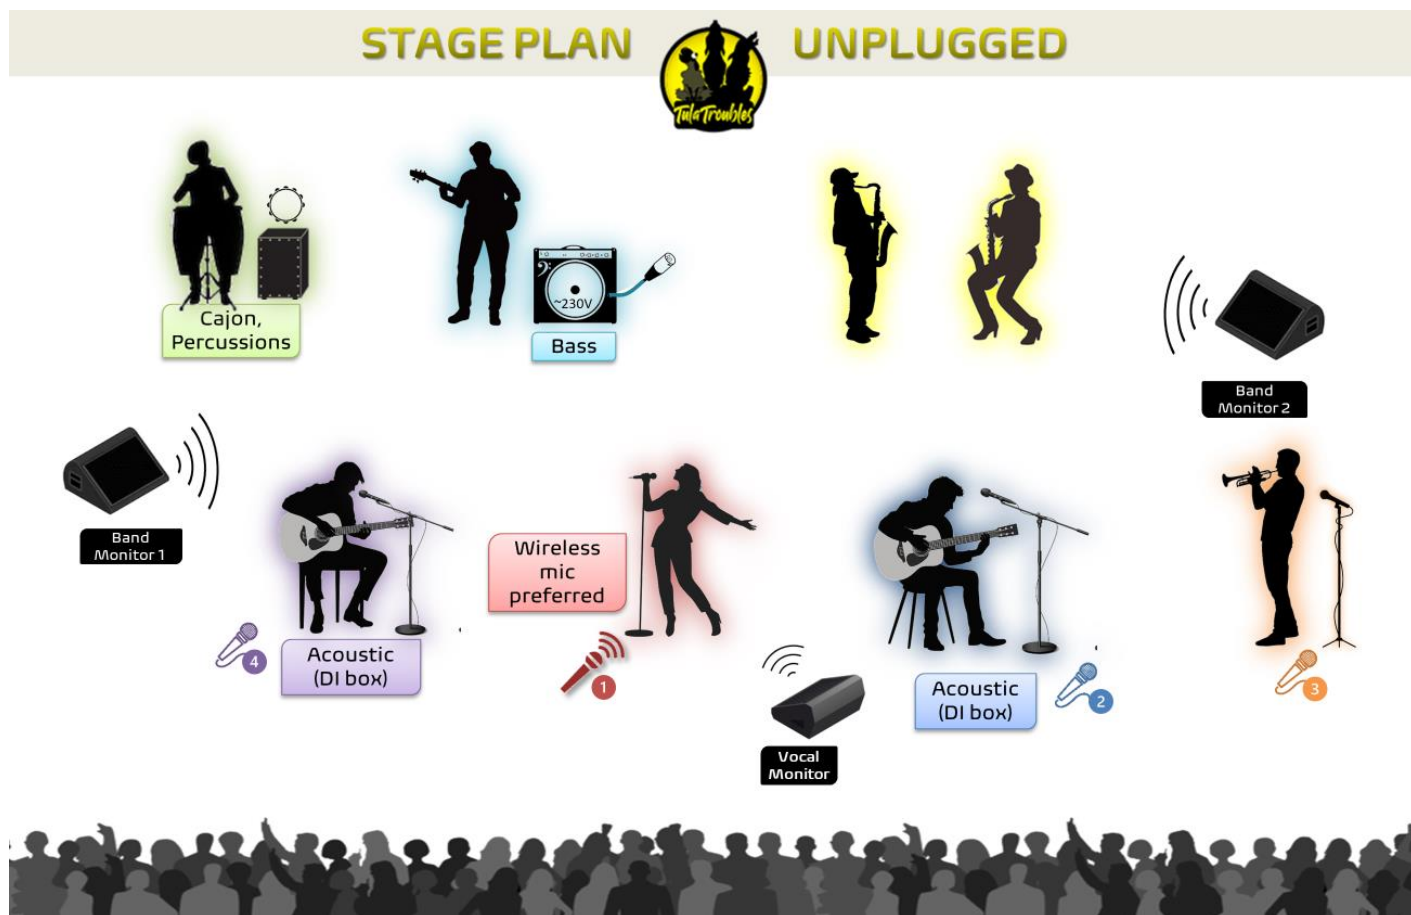 STAGE PLAN UNPLUGGED
Tula Troubles
~230V
Cajon,
Percussions
Bass
Band
Monitor 2
Band
Monitor 1
Wireless
mic
preferred
4
Acoustic
(DI box)
1
Acoustic
(DI box)
2
3
Vocal
Monitor